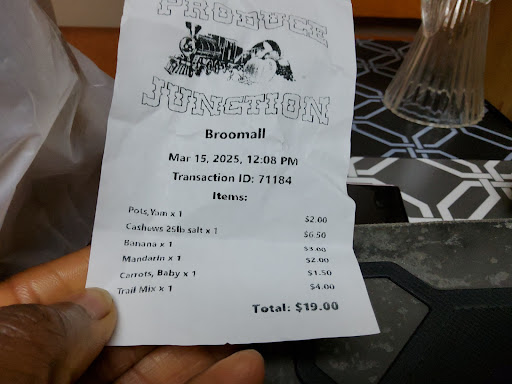 PRODUCE
JUNCTION
Broomall
Mar 15, 2025, 12:08 PM
Transaction ID: 71184
Items:
Pots, Yam x 1 $2.00
Cashews 25lb salt x 1 $6.50
Banana x 1 $3.00
Mandarin x 1 $2.00
Carrots, Baby x 1 $1.50
Trail Mix x 1 $4.00
Total: $19.00